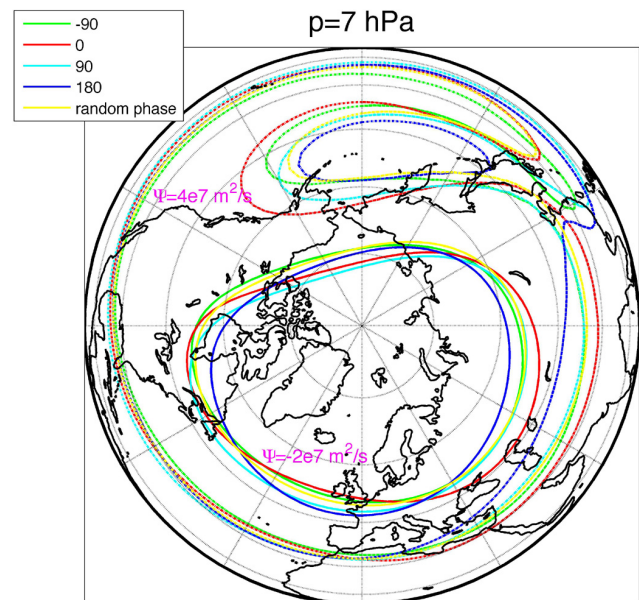 p=7 hPa
-90
0
90
180
random phase
Ψ=4e7 m²/s
Ψ=-2e7 m²/s